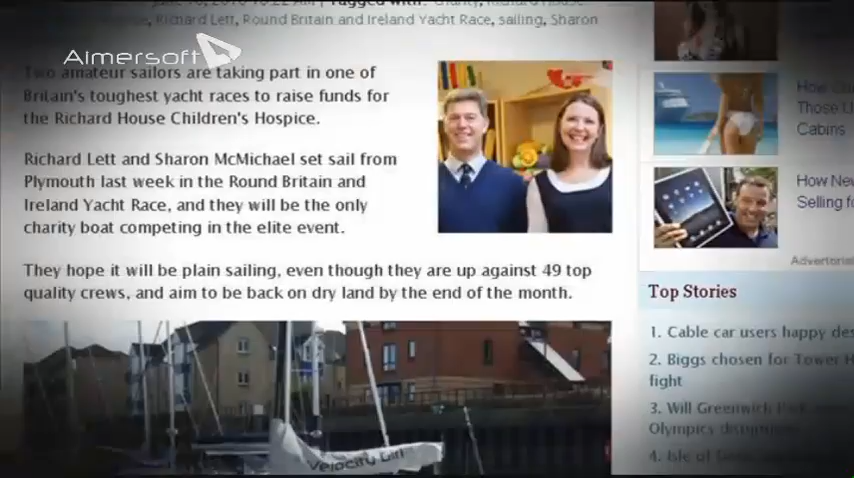 Richard Lett, Round Britain and Ireland Yacht Race, sailing, Sharon
Aimersoft
Two amateur sailors are taking part in one of
Britain's toughest yacht races to raise funds for
the Richard House Children's Hospice.
Richard Lett and Sharon McMichael set sail from
Plymouth last week in the Round Britain and
Ireland Yacht Race, and they will be the only
charity boat competing in the elite event.
They hope it will be plain sailing, even though they are up against 49 top
quality crews, and aim to be back on dry land by the end of the month.
Velocity Girl
How
Those
Cabins
How New
Selling
Advertorial
Top Stories
1. Cable car users happy des
2. Biggs chosen for Tower H
fight
3. Will Greenwich
Olympics
4. Isle of